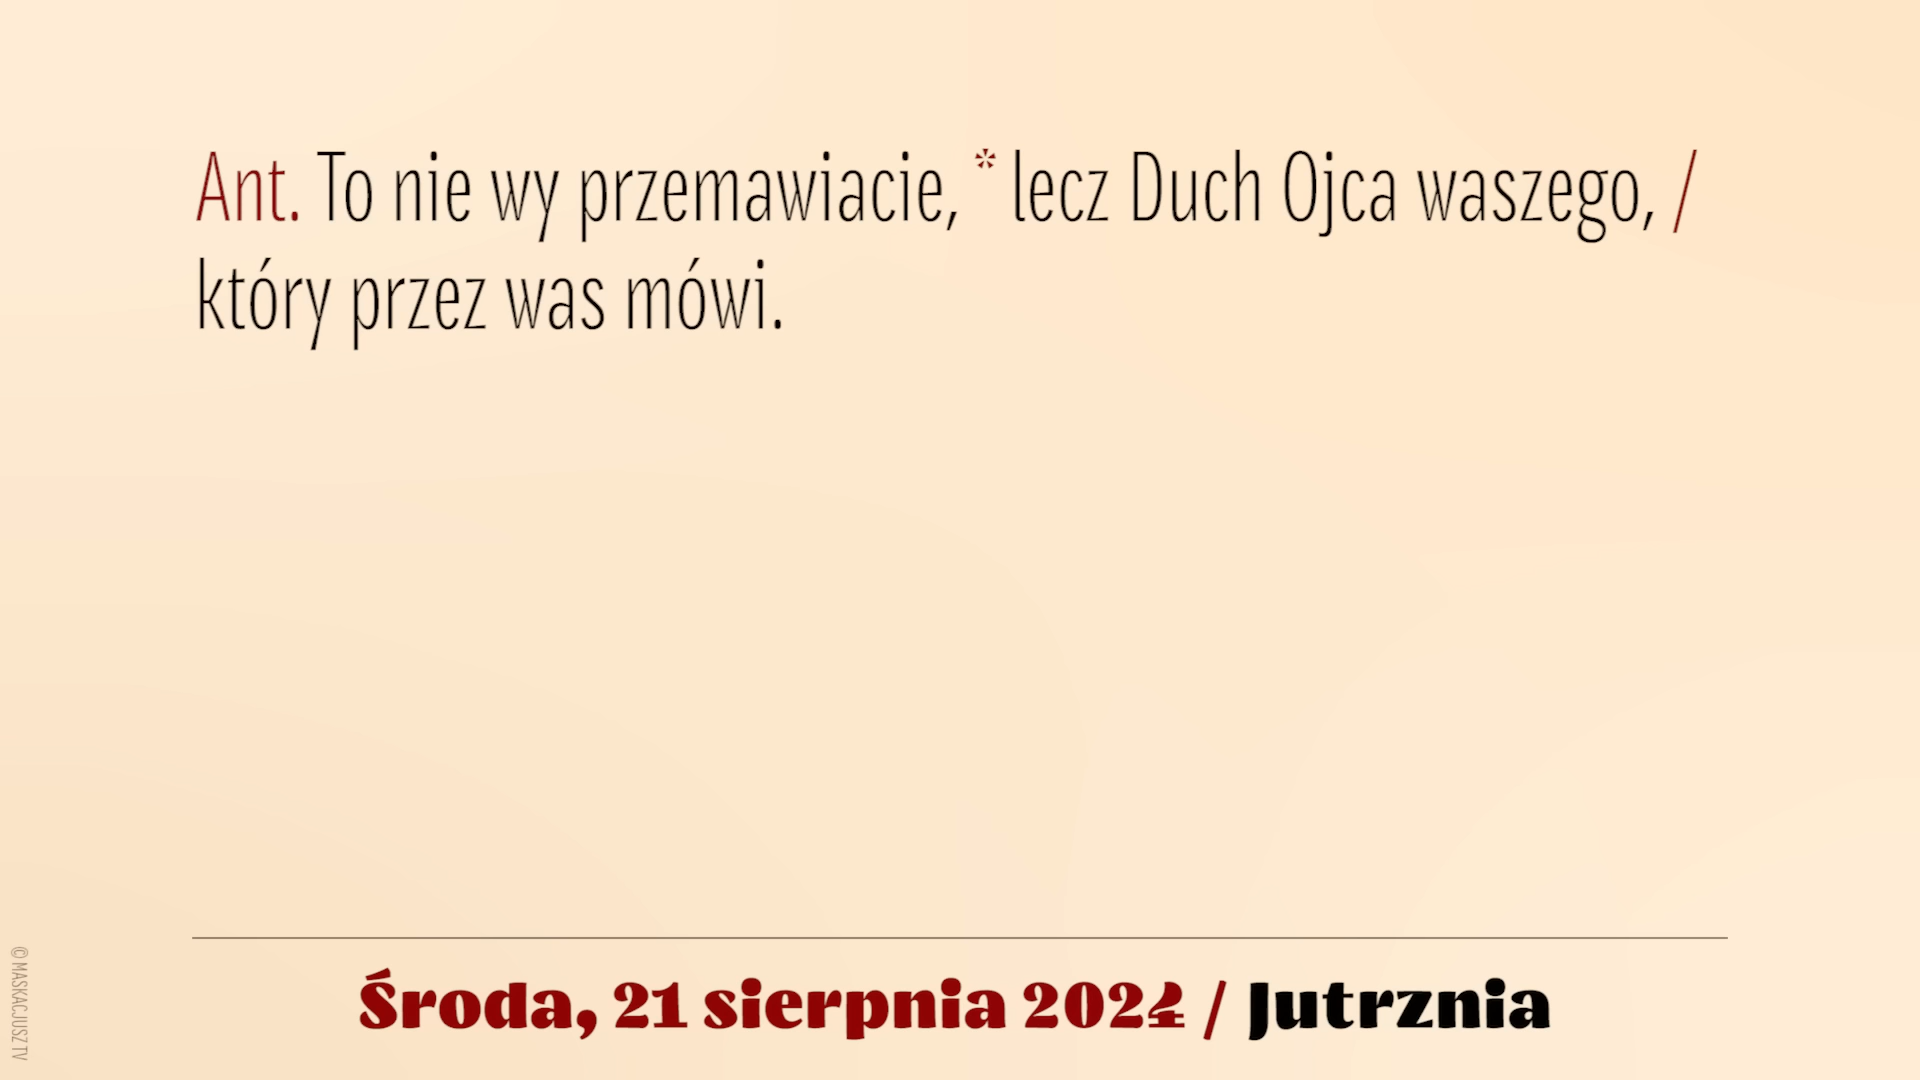 Ant. To nie wy przemawiacie, * lecz Duch Ojca waszego, /
który przez was mówi.
Środa, 21 sierpnia 2024 / Jutrznia
© MASKACJUSZ TV